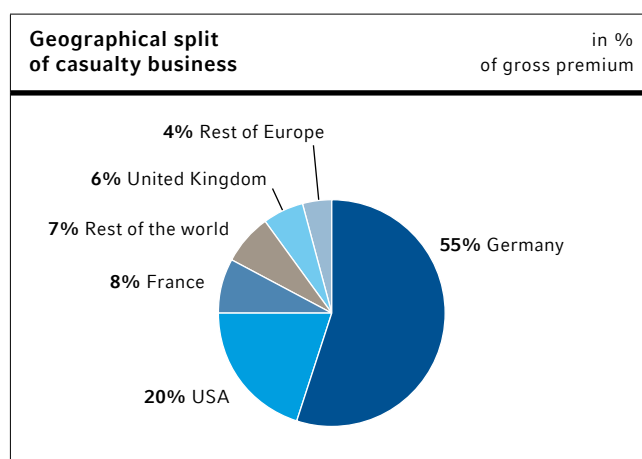 Geographical split
of casualty business
in %
of gross premium
4% Rest of Europe
6% United Kingdom
7% Rest of the world
55% Germany
8% France
20% USA